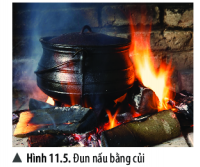 ▲ Hình 11.5. Đun nấu bằng củi